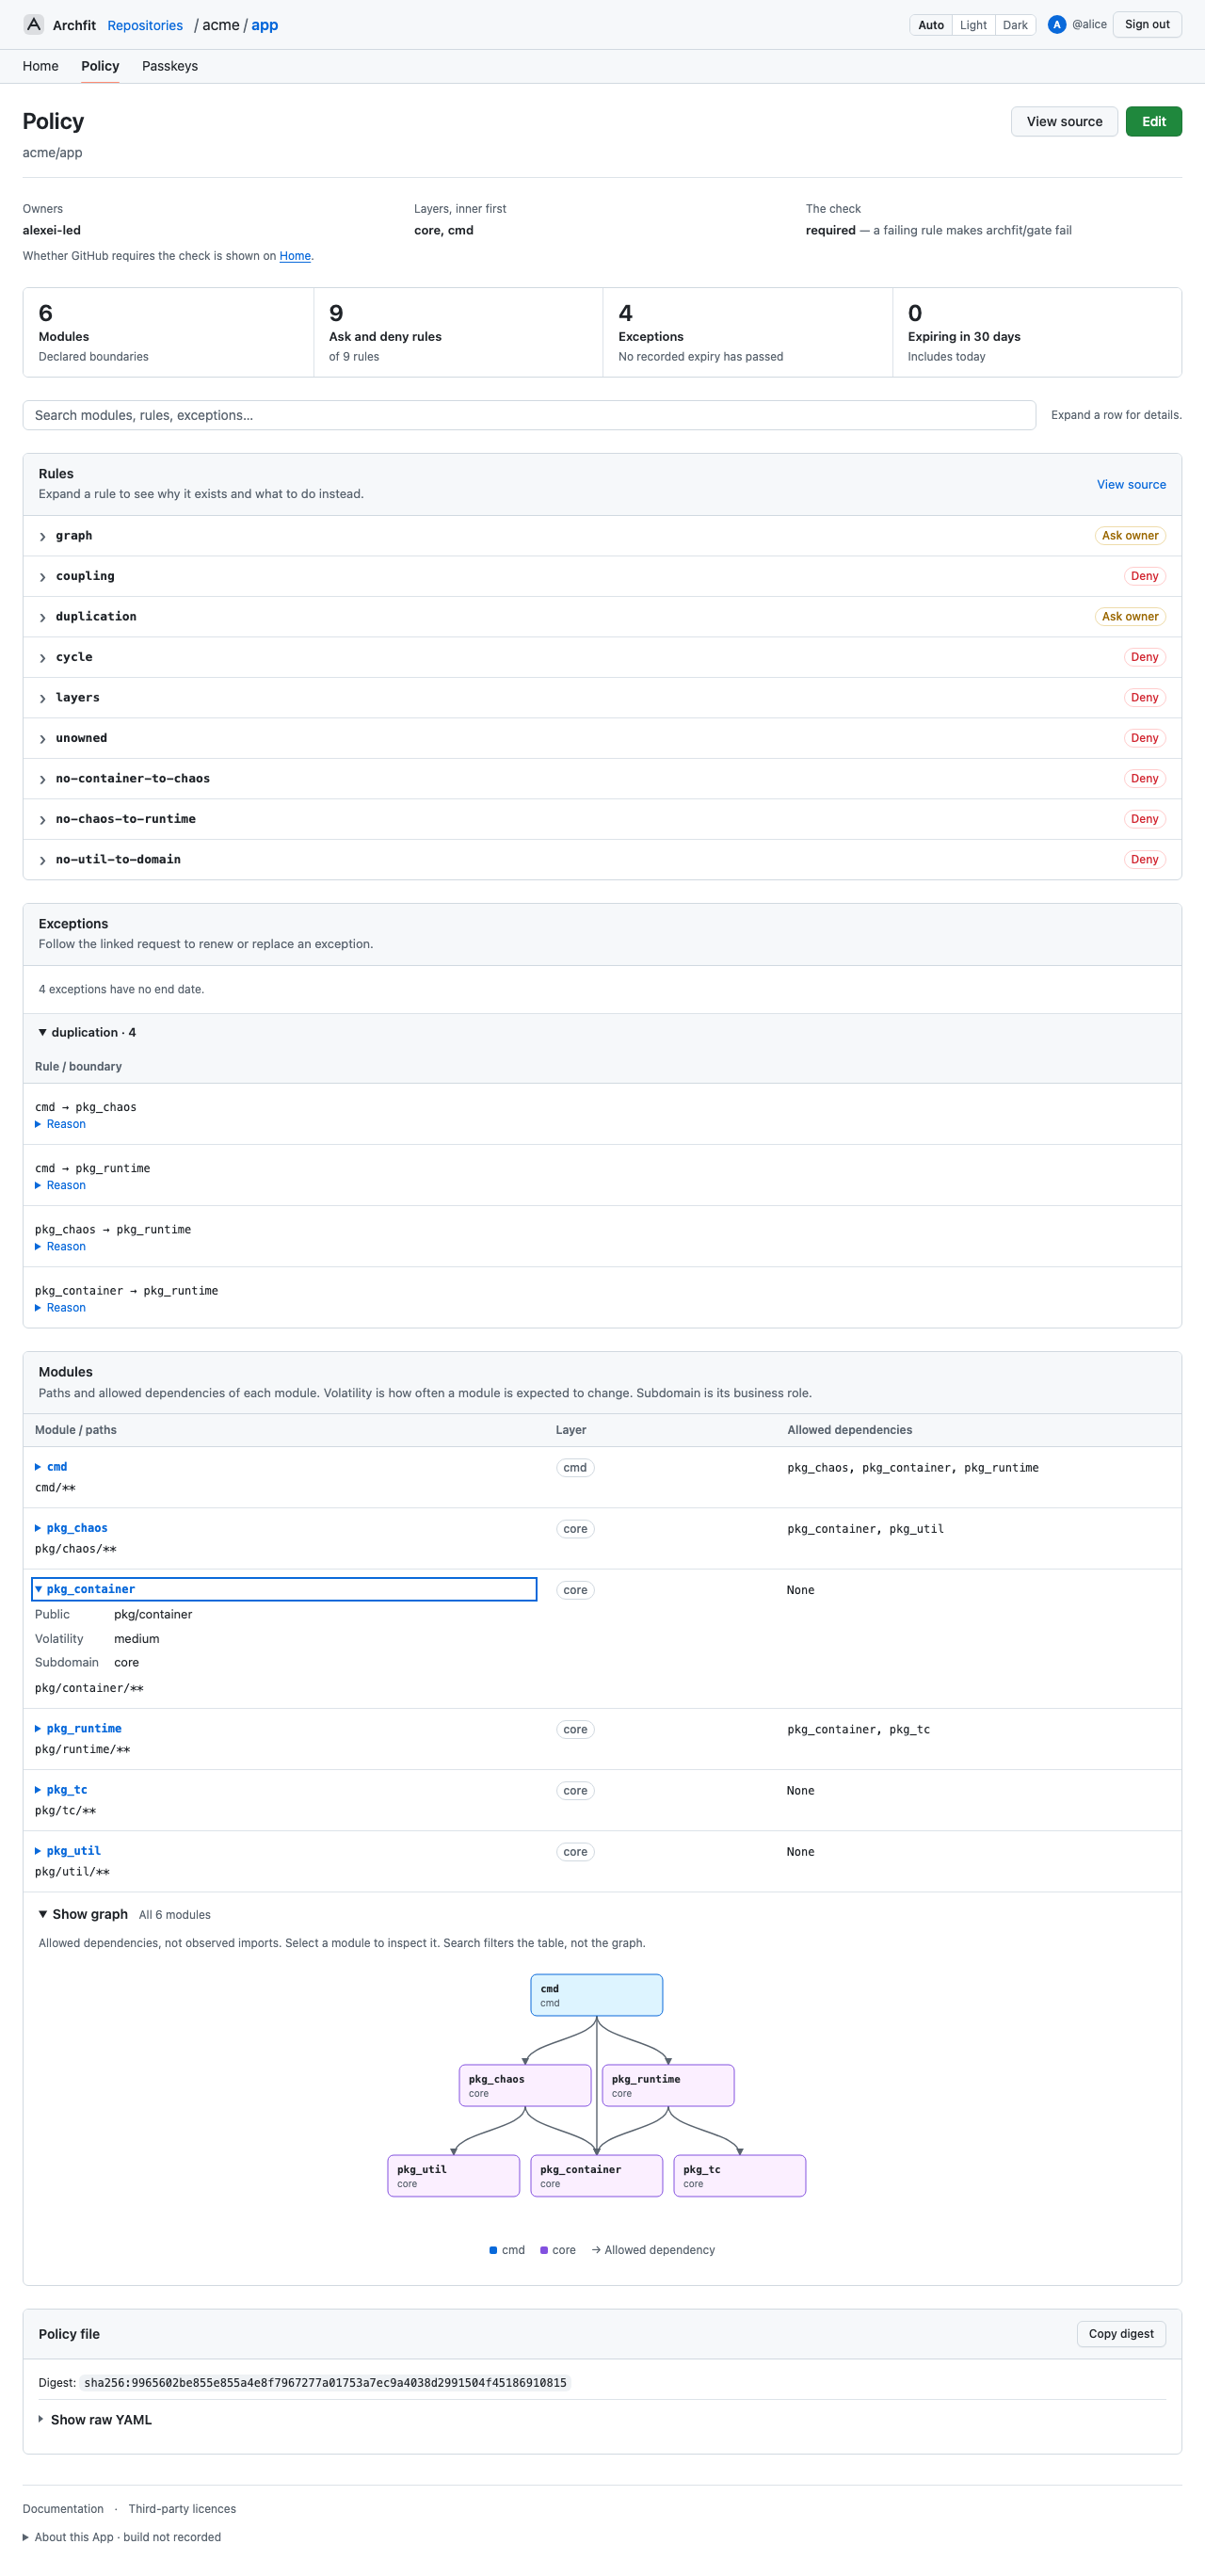 Archfit Repositories / acme / app Auto Light Dark A @alice Sign out
Home Policy Passkeys
Policy View source Edit
acme/app
Owners Layers, inner first The check
alexei-led core, cmd required — a failing rule makes archfit/gate fail
Whether GitHub requires the check is shown on Home.
6 9 4 0
Modules Ask and deny rules Exceptions Expiring in 30 days
Declared boundaries of 9 rules No recorded expiry has passed Includes today
Search modules, rules, exceptions... Expand a row for details.
Rules
Expand a rule to see why it exists and what to do instead. View source
graph Ask owner
coupling Deny
duplication Ask owner
cycle Deny
layers Deny
unowned Deny
no-container-to-chaos Deny
no-chaos-to-runtime Deny
no-util-to-domain Deny
Exceptions
Follow the linked request to renew or replace an exception.
4 exceptions have no end date.
duplication · 4
Rule / boundary
cmd → pkg_chaos
Reason
cmd → pkg_runtime
Reason
pkg_chaos → pkg_runtime
Reason
pkg_container → pkg_runtime
Reason
Modules
Paths and allowed dependencies of each module. Volatility is how often a module is expected to change. Subdomain is its business role.
Module / paths Layer Allowed dependencies
cmd cmd pkg_chaos, pkg_container, pkg_runtime
cmd/**
pkg_chaos core pkg_container, pkg_util
pkg/chaos/**
pkg_container core None
Public pkg/container
Volatility medium
Subdomain core
pkg/container/**
pkg_runtime core pkg_container, pkg_tc
pkg/runtime/**
pkg_tc core None
pkg/tc/**
pkg_util core None
pkg/util/**
Show graph All 6 modules
Allowed dependencies, not observed imports. Select a module to inspect it. Search filters the table, not the graph.
cmd
cmd
pkg_chaos pkg_runtime
core core
pkg_util pkg_container pkg_tc
core core core
cmd core → Allowed dependency
Policy file Copy digest
Digest: sha256:9965602be855e855a4e8f7967277a01753a7ec9a4038d2991504f45186910815
Show raw YAML
Documentation · Third-party licences
About this App · build not recorded